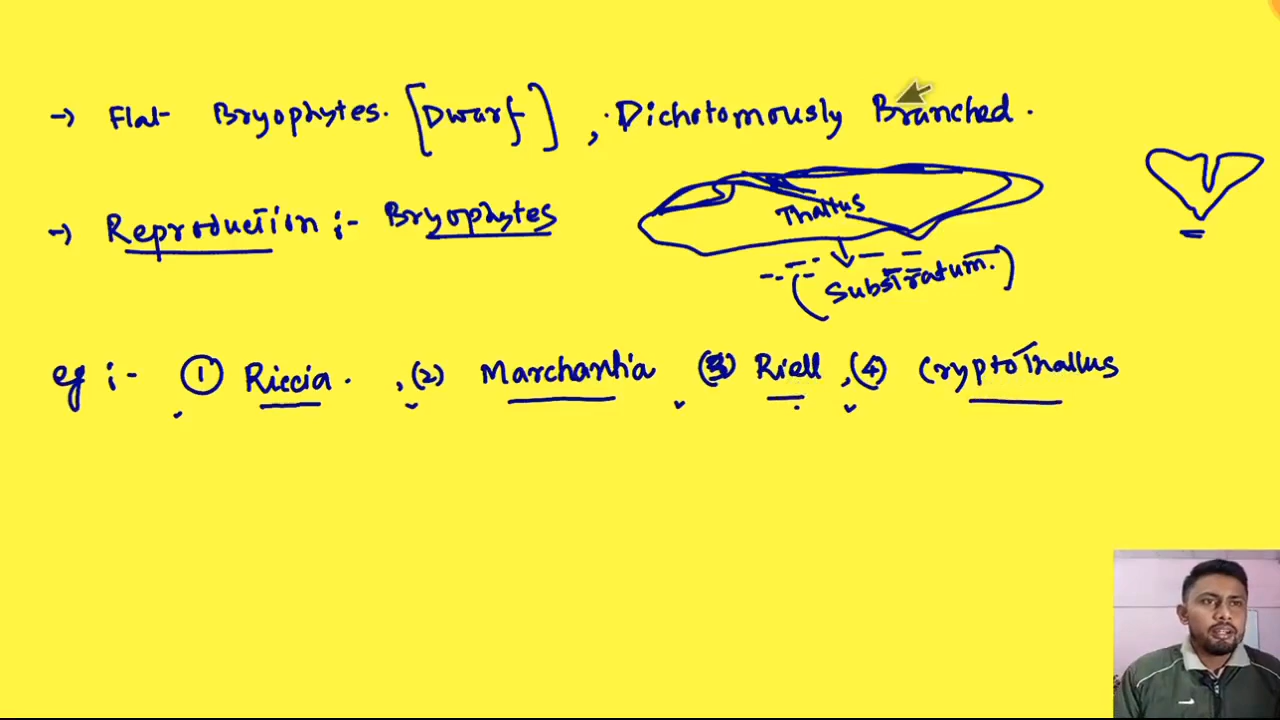 → Flat Bryophytes. [Dwarf], Dichotomously Branched.
→ Reproduction :- Bryophytes
Thallus
(Substratum.)
eg :- ① Riccia. , (2) Marchantia (3) Riell , (4) Cryptothallus